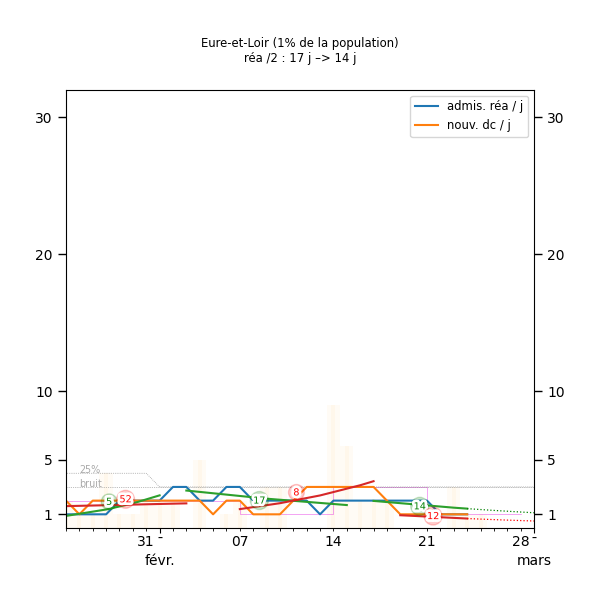 Eure-et-Loir (1% de la population)
réa /2 : 17 j –> 14 j
admis. réa / j
nouv. dc / j
30 30
20 20
10 10
5 5
1 1
25%
bruit
5 52 17 8 14 12
31 07 14 21 28
févr. mars